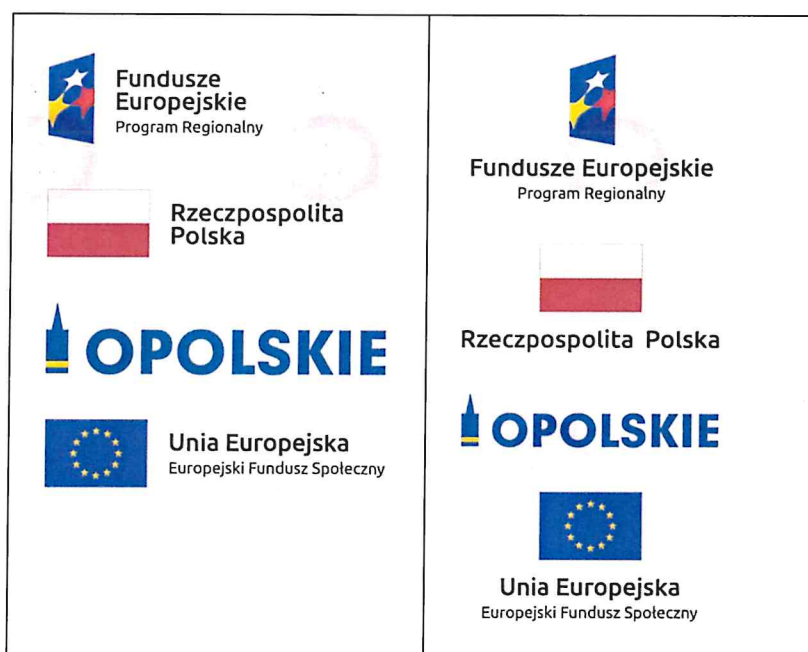 Fundusze
Europejskie
Program Regionalny
Rzeczpospolita
Polska
OPOLSKIE
Unia Europejska
Europejski Fundusz Społeczny
Fundusze Europejskie
Program Regionalny
Rzeczpospolita Polska
OPOLSKIE
Unia Europejska
Europejski Fundusz Społeczny